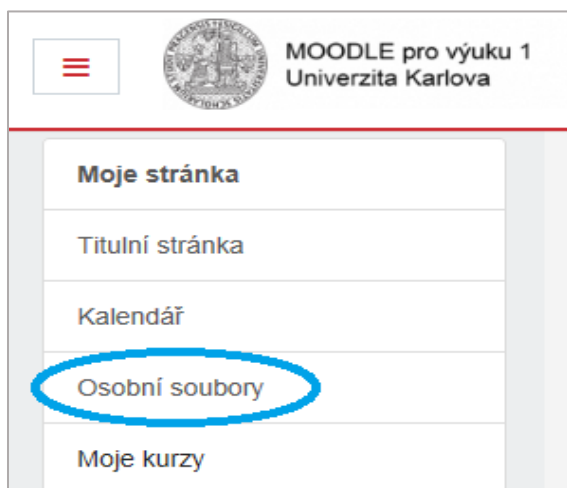 MOODLE pro výuku 1
Univerzita Karlova
Moje stránka
Titulní stránka
Kalendář
Osobní soubory
Moje kurzy